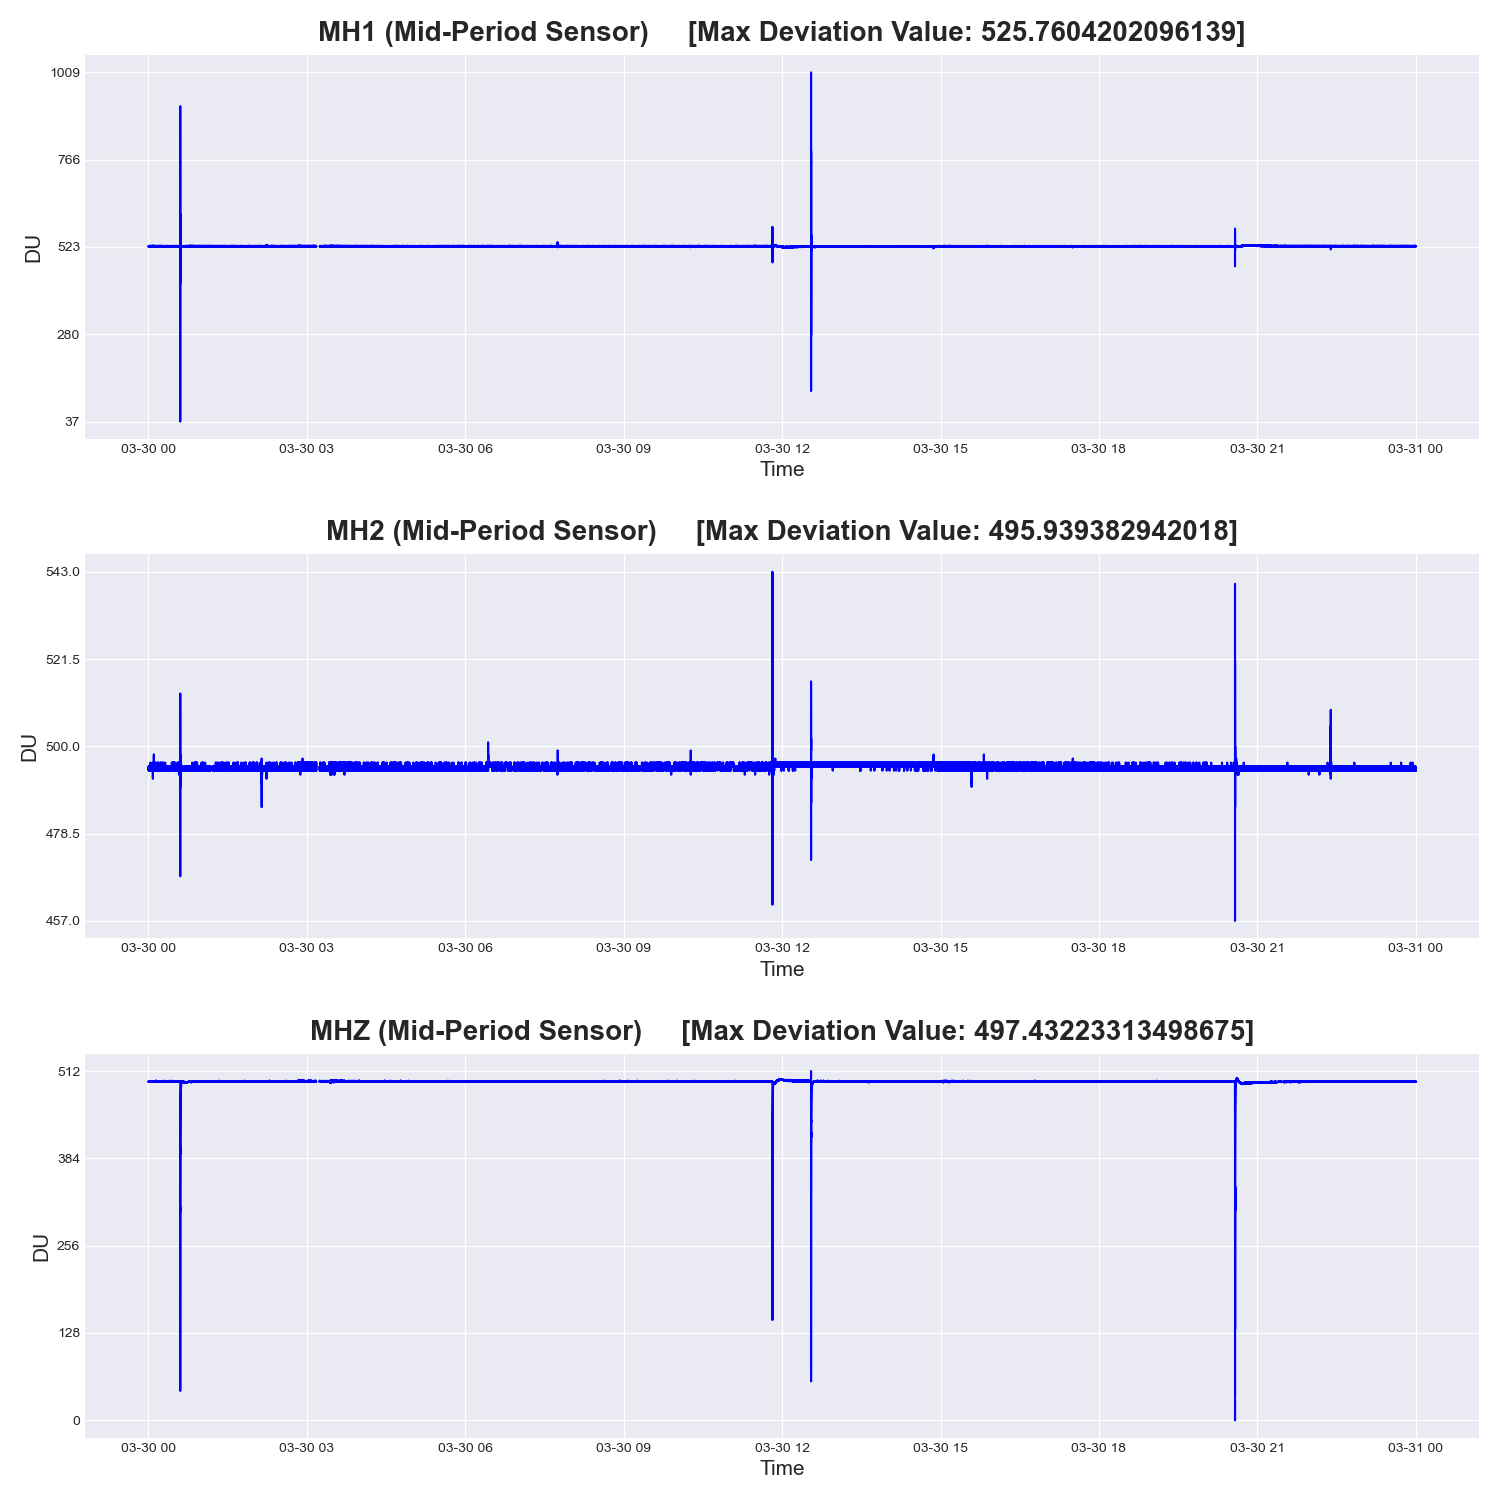 MH1 (Mid-Period Sensor) [Max Deviation Value: 525.7604202096139]
1009
766
523
280
37
DU
03-30 00 03-30 03 03-30 06 03-30 09 03-30 12 03-30 15 03-30 18 03-30 21 03-31 00
Time
MH2 (Mid-Period Sensor) [Max Deviation Value: 495.939382942018]
543.0
521.5
500.0
478.5
457.0
DU
03-30 00 03-30 03 03-30 06 03-30 09 03-30 12 03-30 15 03-30 18 03-30 21 03-31 00
Time
MHZ (Mid-Period Sensor) [Max Deviation Value: 497.43223313498675]
512
384
256
128
0
DU
03-30 00 03-30 03 03-30 06 03-30 09 03-30 12 03-30 15 03-30 18 03-30 21 03-31 00
Time